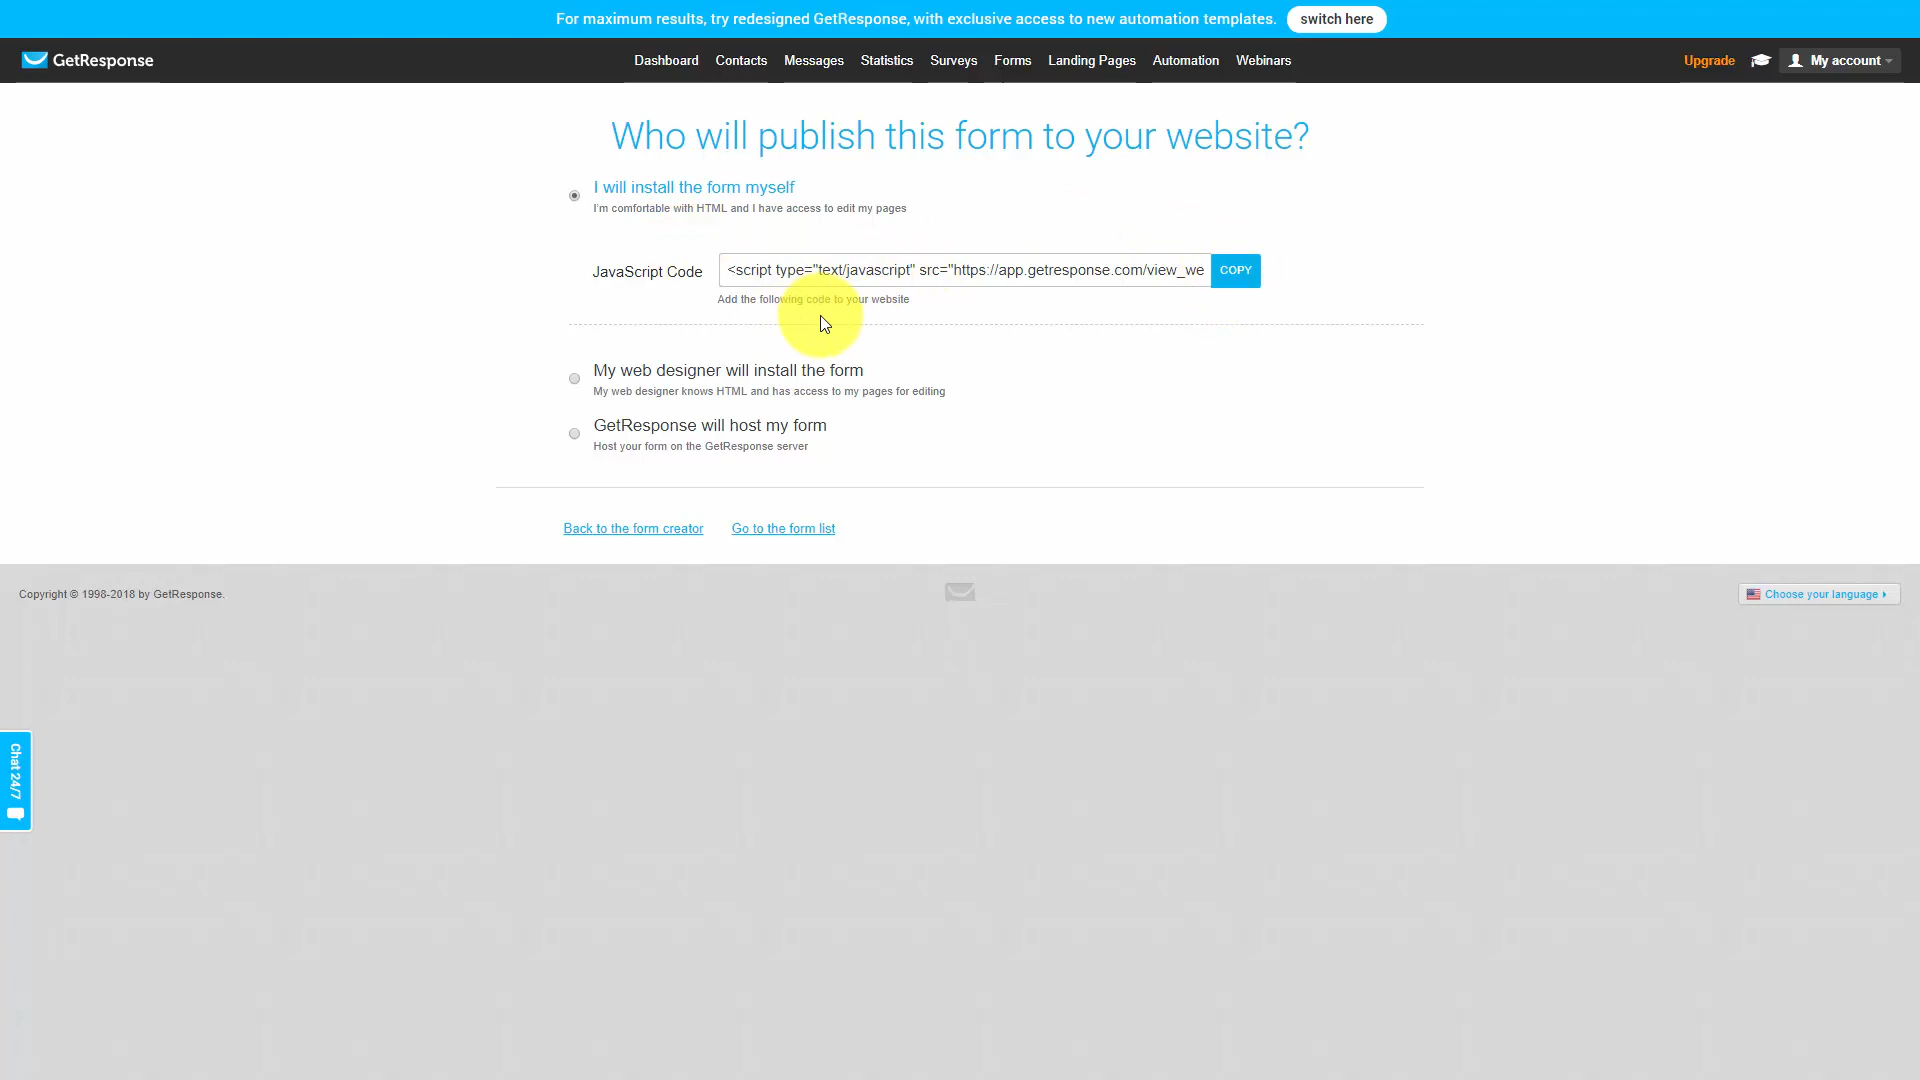 For maximum results, try redesigned GetResponse, with exclusive access to new automation templates. switch here
GetResponse Dashboard Contacts Messages Statistics Surveys Forms Landing Pages Automation Webinars Upgrade My account
Who will publish this form to your website?
I will install the form myself
I'm comfortable with HTML and I have access to edit my pages
JavaScript Code <script type="text/javascript" src="https://app.getresponse.com/view_we COPY
Add the following code to your website
My web designer will install the form
My web designer knows HTML and has access to my pages for editing
GetResponse will host my form
Host your form on the GetResponse server
Back to the form creator Go to the form list
Copyright © 1998-2018 by GetResponse. Choose your language
Chat 24/7